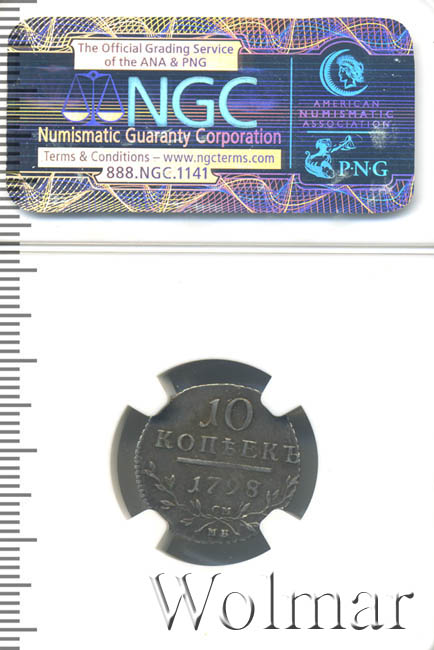 The Official Grading Service
of the ANA & PNG
NGC
Numismatic Guaranty Corporation
Terms & Conditions – www.ngcterms.com
888.NGC.1141
AMERICAN
NUMISMATIC
ASSOCIATION
P·N·G
10
КОПѢЕКЪ
1798
СМ
МБ
Wolmar